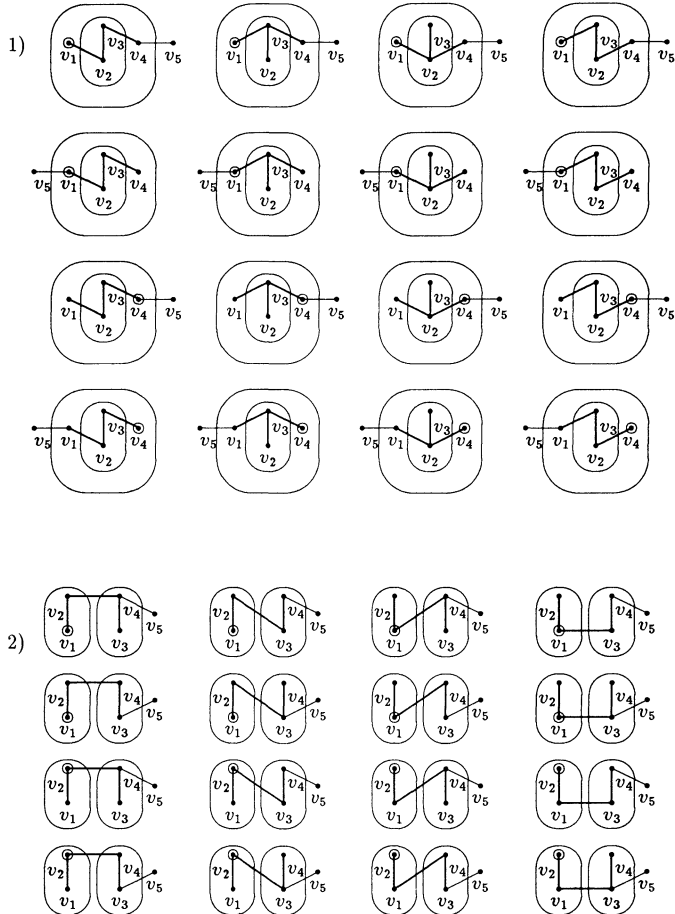 1) v₁ v₃ v₄ v₅ v₁ v₃ v₄ v₅ v₁ v₃ v₄ v₅ v₁ v₃ v₄ v₅
v₂ v₂ v₂ v₂
v₅ v₁ v₃ v₄ v₅ v₁ v₃ v₄ v₅ v₁ v₃ v₄ v₅ v₁ v₃ v₄
v₂ v₂ v₂ v₂
v₁ v₃ v₄ v₅ v₁ v₃ v₄ v₅ v₁ v₃ v₄ v₅ v₁ v₃ v₄ v₅
v₂ v₂ v₂ v₂
v₅ v₁ v₃ v₄ v₅ v₁ v₃ v₄ v₅ v₁ v₃ v₄ v₅ v₁ v₃ v₄
v₂ v₂ v₂ v₂
2) v₂ v₄ v₅ v₂ v₄ v₅ v₂ v₄ v₅ v₂ v₄ v₅
v₁ v₃ v₁ v₃ v₁ v₃ v₁ v₃
v₂ v₄ v₅ v₂ v₄ v₅ v₂ v₄ v₅ v₂ v₄ v₅
v₁ v₃ v₁ v₃ v₁ v₃ v₁ v₃
v₂ v₄ v₅ v₂ v₄ v₅ v₂ v₄ v₅ v₂ v₄ v₅
v₁ v₃ v₁ v₃ v₁ v₃ v₁ v₃
v₂ v₄ v₅ v₂ v₄ v₅ v₂ v₄ v₅ v₂ v₄ v₅
v₁ v₃ v₁ v₃ v₁ v₃ v₁ v₃